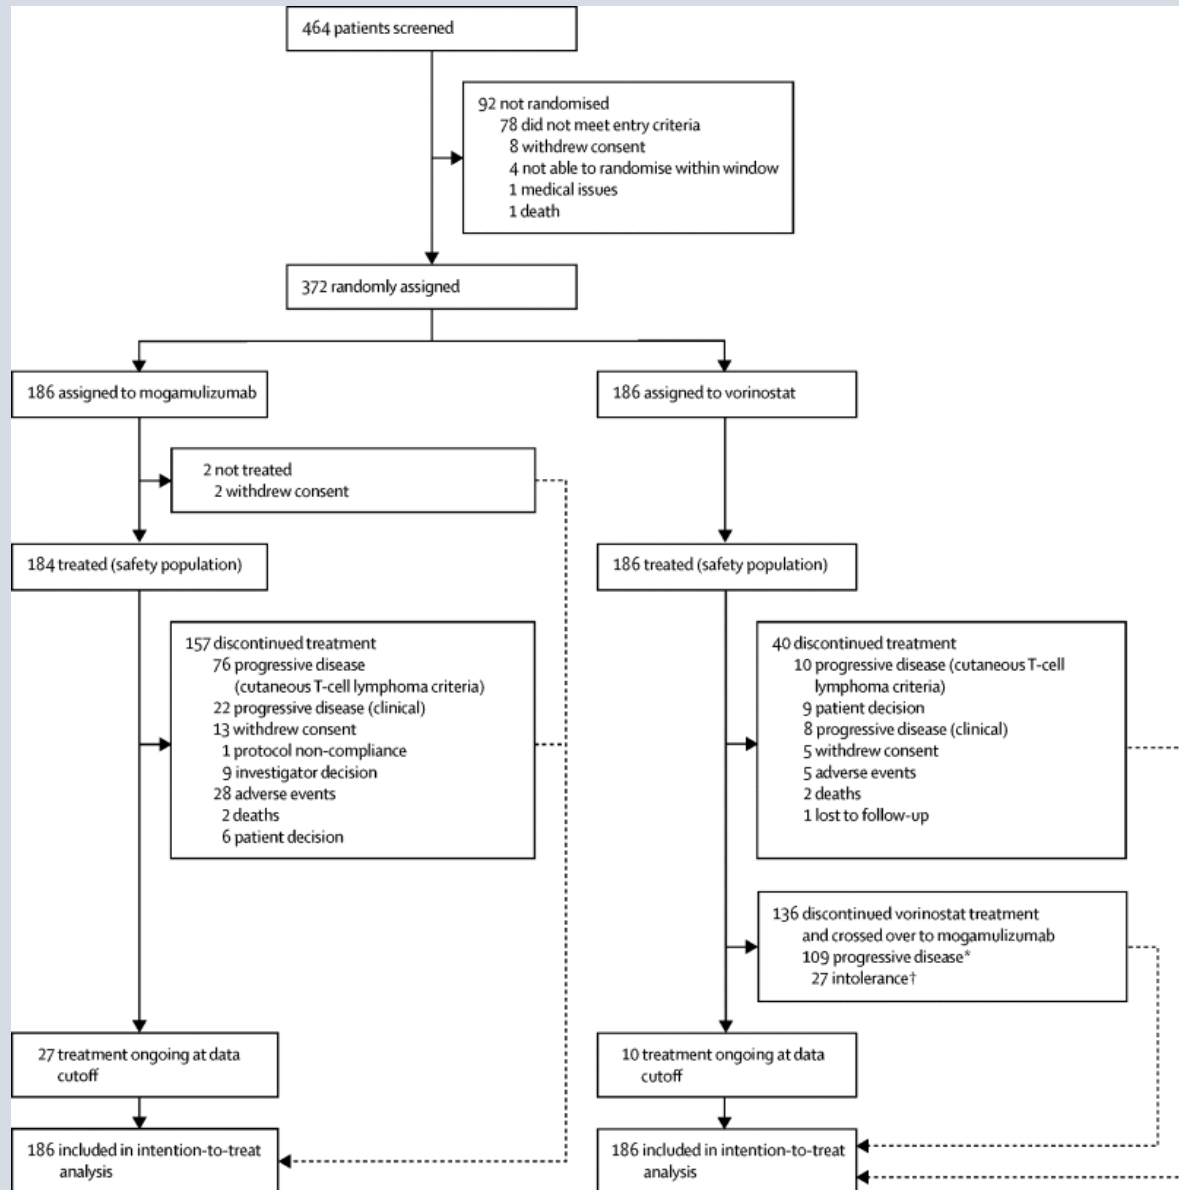 464 patients screened
92 not randomised
78 did not meet entry criteria
8 withdrew consent
4 not able to randomise within window
1 medical issues
1 death
372 randomly assigned
186 assigned to mogamulizumab
186 assigned to vorinostat
2 not treated
2 withdrew consent
184 treated (safety population)
186 treated (safety population)
157 discontinued treatment
76 progressive disease
(cutaneous T-cell lymphoma criteria)
22 progressive disease (clinical)
13 withdrew consent
1 protocol non-compliance
9 investigator decision
28 adverse events
2 deaths
6 patient decision
40 discontinued treatment
10 progressive disease (cutaneous T-cell
lymphoma criteria)
9 patient decision
8 progressive disease (clinical)
5 withdrew consent
5 adverse events
2 deaths
1 lost to follow-up
136 discontinued vorinostat treatment
and crossed over to mogamulizumab
109 progressive disease*
27 intolerance†
27 treatment ongoing at data
cutoff
10 treatment ongoing at data
cutoff
186 included in intention-to-treat
analysis
186 included in intention-to-treat
analysis